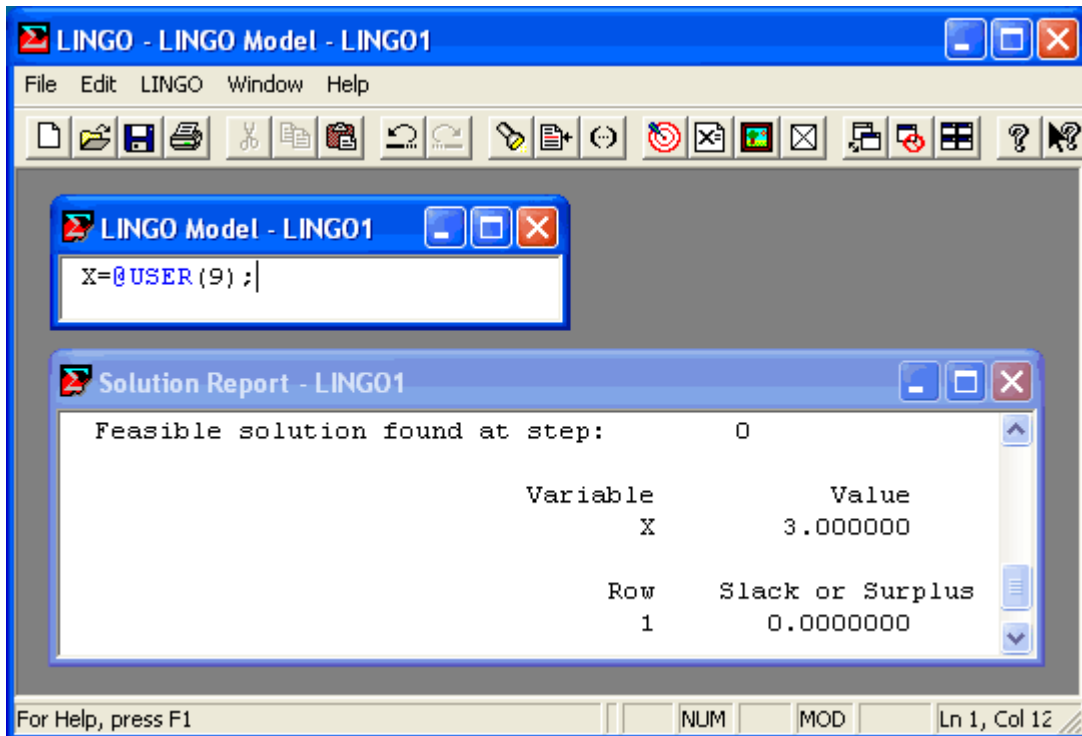 LINGO - LINGO Model - LINGO1
File Edit LINGO Window Help
LINGO Model - LINGO1
X=@USER(9);
Solution Report - LINGO1
Feasible solution found at step: 0
Variable Value
X 3.000000
Row Slack or Surplus
1 0.0000000
For Help, press F1 NUM MOD Ln 1, Col 12